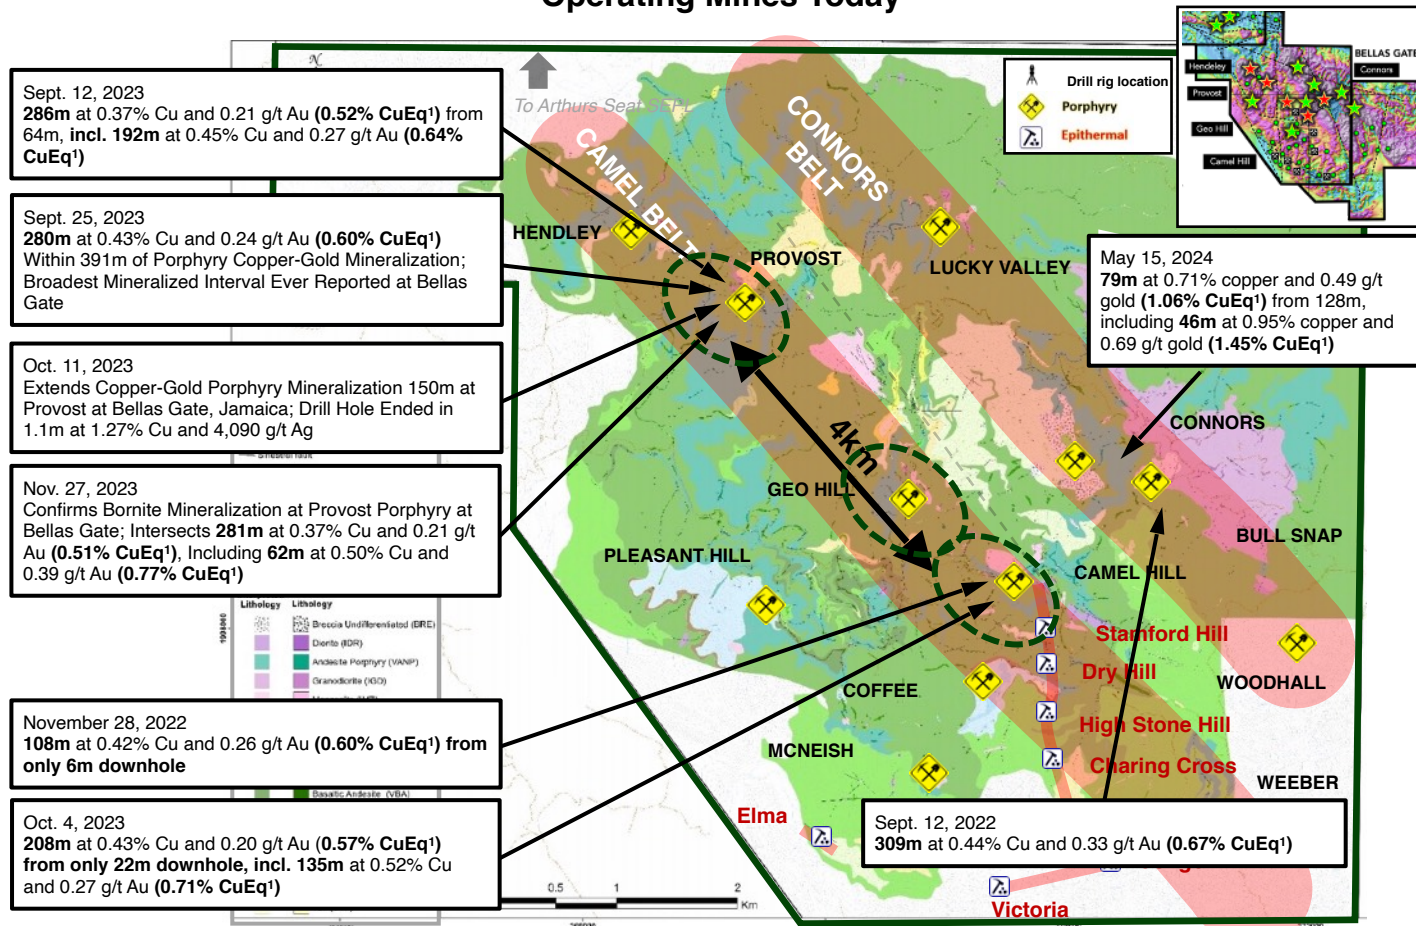 Operating Mines Today
N
To Arthurs Seat SEPL
Sept. 12, 2023
286m at 0.37% Cu and 0.21 g/t Au (0.52% CuEq¹) from
64m, incl. 192m at 0.45% Cu and 0.27 g/t Au (0.64%
CuEq¹)
Sept. 25, 2023
280m at 0.43% Cu and 0.24 g/t Au (0.60% CuEq¹)
Within 391m of Porphyry Copper-Gold Mineralization;
Broadest Mineralized Interval Ever Reported at Bellas
Gate
Oct. 11, 2023
Extends Copper-Gold Porphyry Mineralization 150m at
Provost at Bellas Gate, Jamaica; Drill Hole Ended in
1.1m at 1.27% Cu and 4,090 g/t Ag
Nov. 27, 2023
Confirms Bornite Mineralization at Provost Porphyry at
Bellas Gate; Intersects 281m at 0.37% Cu and 0.21 g/t
Au (0.51% CuEq¹), Including 62m at 0.50% Cu and
0.39 g/t Au (0.77% CuEq¹)
Lithology Lithology
Breccia Undifferentiated (BRE)
Diorite (IDR)
Andesite Porphyry (VANP)
Granodiorite (IGD)
November 28, 2022
108m at 0.42% Cu and 0.26 g/t Au (0.60% CuEq¹) from
only 6m downhole
Basaltic Andesite (VBA)
Oct. 4, 2023
208m at 0.43% Cu and 0.20 g/t Au (0.57% CuEq¹)
from only 22m downhole, incl. 135m at 0.52% Cu
and 0.27 g/t Au (0.71% CuEq¹)
0.5 1 2
Km
CAMEL BELT
CONNORS
BELT
Drill rig location
Porphyry
Epithermal
BELLAS GATE
Hendeley
Connors
Provost
Geo Hill
Camel Hill
May 15, 2024
79m at 0.71% copper and 0.49 g/t
gold (1.06% CuEq¹) from 128m,
including 46m at 0.95% copper and
0.69 g/t gold (1.45% CuEq¹)
HENDLEY
PROVOST
LUCKY VALLEY
4km
CONNORS
GEO HILL
BULL SNAP
PLEASANT HILL
CAMEL HILL
Stamford Hill
Dry Hill
WOODHALL
COFFEE
High Stone Hill
MCNEISH
Charing Cross
WEEBER
Elma
Sept. 12, 2022
309m at 0.44% Cu and 0.33 g/t Au (0.67% CuEq¹)
Victoria